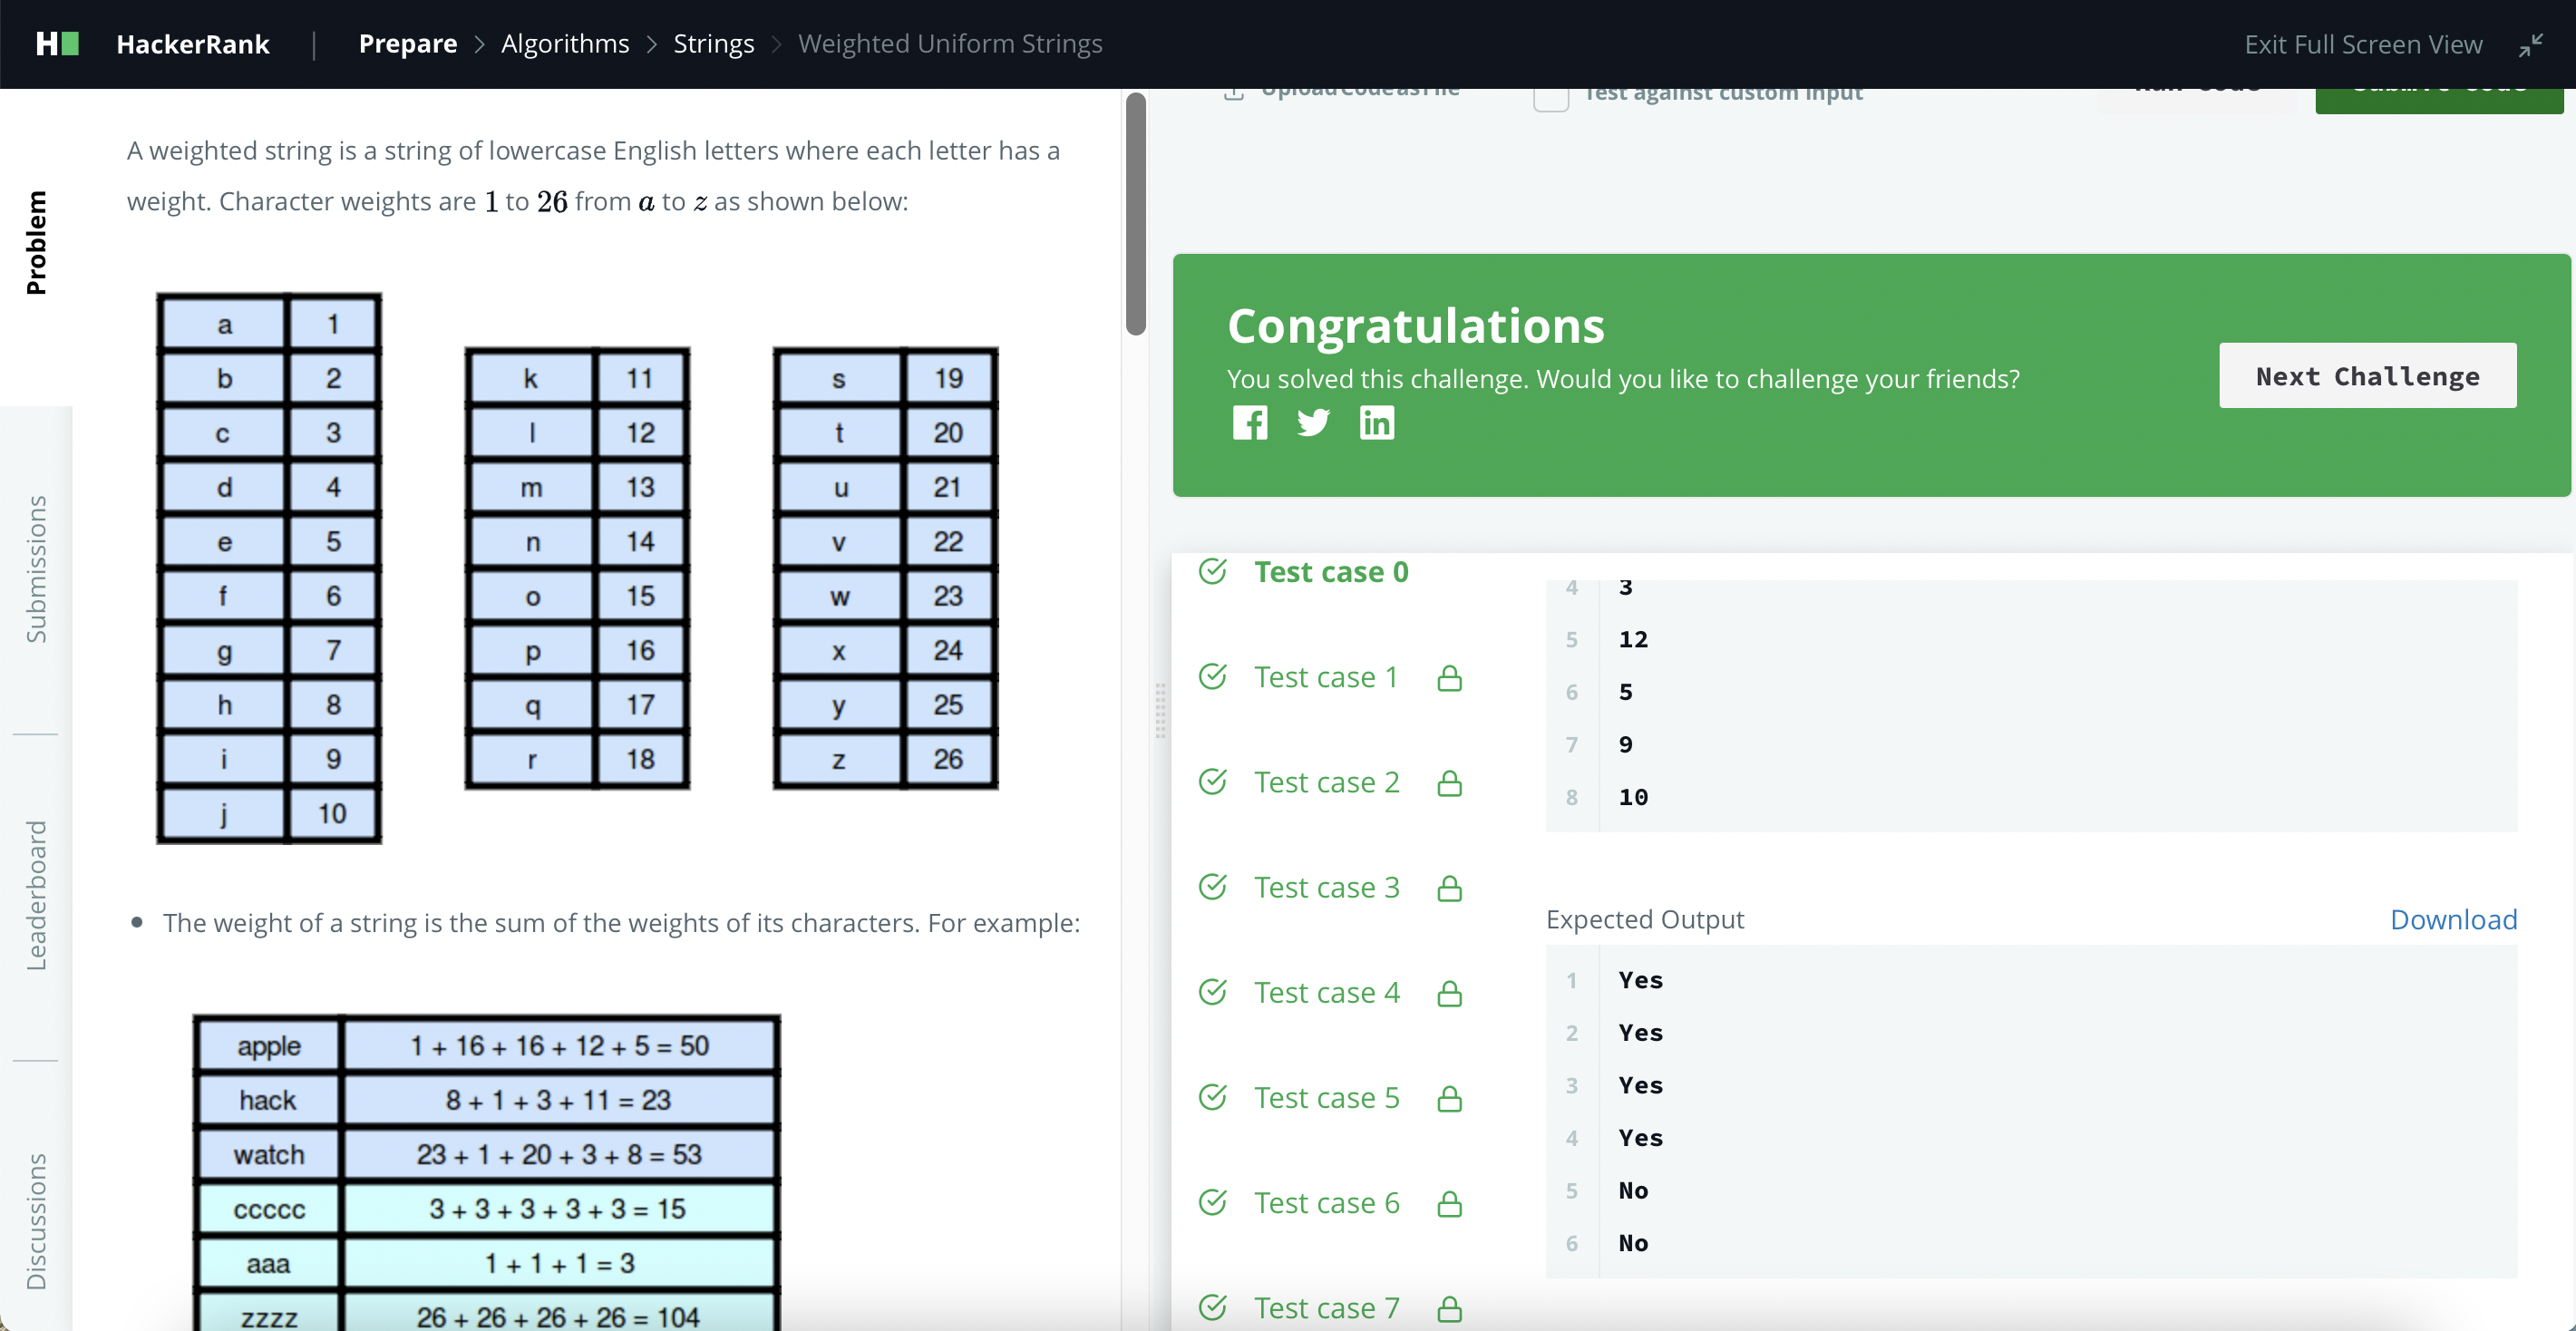 HackerRank | Prepare > Algorithms > Strings > Weighted Uniform Strings
Exit Full Screen View
Problem
Submissions
Leaderboard
Discussions
A weighted string is a string of lowercase English letters where each letter has a
weight. Character weights are 1 to 26 from a to z as shown below:
a 1
b 2
c 3
d 4
e 5
f 6
g 7
h 8
i 9
j 10
k 11
l 12
m 13
n 14
o 15
p 16
q 17
r 18
s 19
t 20
u 21
v 22
w 23
x 24
y 25
z 26
• The weight of a string is the sum of the weights of its characters. For example:
apple 1 + 16 + 16 + 12 + 5 = 50
hack 8 + 1 + 3 + 11 = 23
watch 23 + 1 + 20 + 3 + 8 = 53
ccccc 3 + 3 + 3 + 3 + 3 = 15
aaa 1 + 1 + 1 = 3
zzzz 26 + 26 + 26 + 26 = 104
Upload Code as File
Test against custom input
Run Code
Submit Code
Congratulations
You solved this challenge. Would you like to challenge your friends?
Next Challenge
Test case 0
Test case 1
Test case 2
Test case 3
Test case 4
Test case 5
Test case 6
Test case 7
4 3
5 12
6 5
7 9
8 10
Expected Output
Download
1 Yes
2 Yes
3 Yes
4 Yes
5 No
6 No